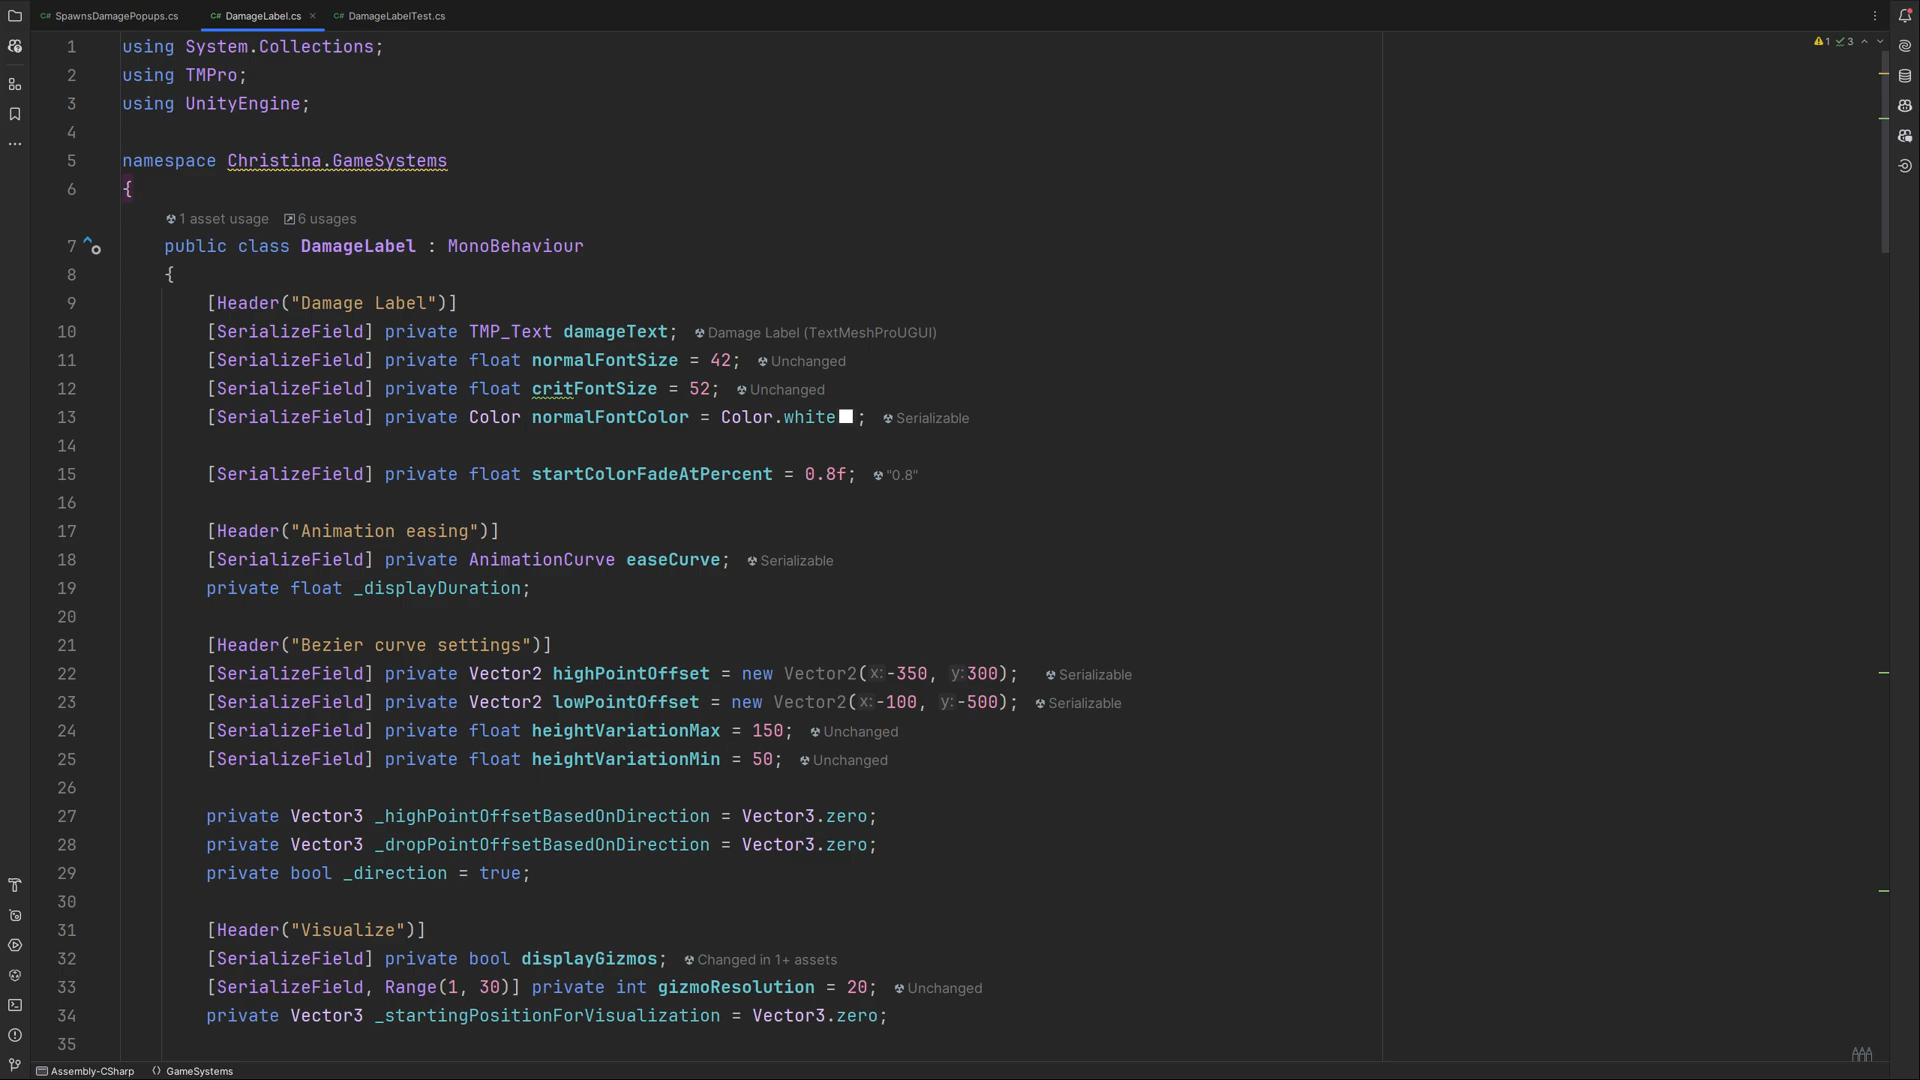 C# SpawnsDamagePopups.cs C# DamageLabel.cs C# DamageLabelTest.cs
1 using System.Collections; 1 3
2 using TMPro;
3 using UnityEngine;
4
5 namespace Christina.GameSystems
6 {
1 asset usage 6 usages
7 public class DamageLabel : MonoBehaviour
8 {
9 [Header("Damage Label")]
10 [SerializeField] private TMP_Text damageText; Damage Label (TextMeshProUGUI)
11 [SerializeField] private float normalFontSize = 42; Unchanged
12 [SerializeField] private float critFontSize = 52; Unchanged
13 [SerializeField] private Color normalFontColor = Color.white ; Serializable
14
15 [SerializeField] private float startColorFadeAtPercent = 0.8f; "0.8"
16
17 [Header("Animation easing")]
18 [SerializeField] private AnimationCurve easeCurve; Serializable
19 private float _displayDuration;
20
21 [Header("Bezier curve settings")]
22 [SerializeField] private Vector2 highPointOffset = new Vector2(x:-350, y:300); Serializable
23 [SerializeField] private Vector2 lowPointOffset = new Vector2(x:-100, y:-500); Serializable
24 [SerializeField] private float heightVariationMax = 150; Unchanged
25 [SerializeField] private float heightVariationMin = 50; Unchanged
26
27 private Vector3 _highPointOffsetBasedOnDirection = Vector3.zero;
28 private Vector3 _dropPointOffsetBasedOnDirection = Vector3.zero;
29 private bool _direction = true;
30
31 [Header("Visualize")]
32 [SerializeField] private bool displayGizmos; Changed in 1+ assets
33 [SerializeField, Range(1, 30)] private int gizmoResolution = 20; Unchanged
34 private Vector3 _startingPositionForVisualization = Vector3.zero;
35
Assembly-CSharp GameSystems